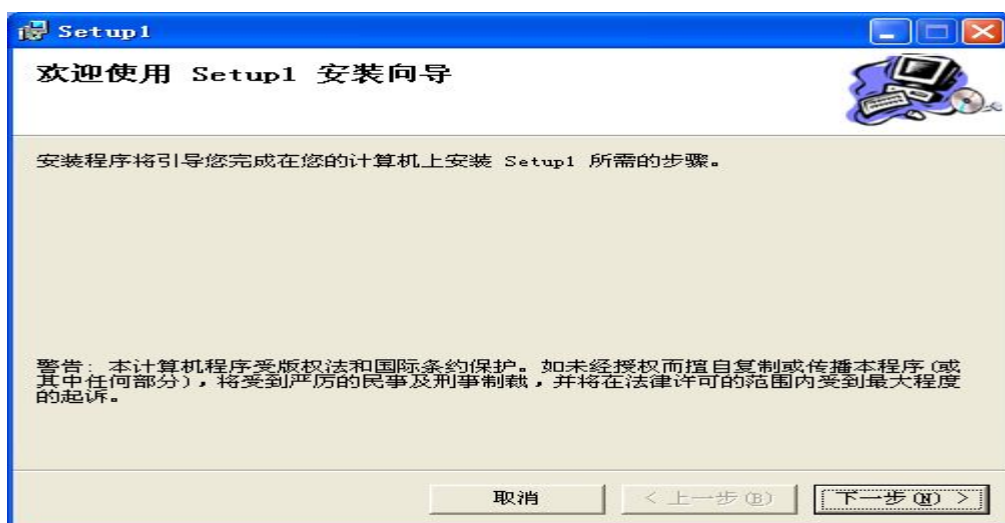 Setup1
欢迎使用 Setup1 安装向导
安装程序将引导您完成在您的计算机上安装 Setup1 所需的步骤。
警告: 本计算机程序受版权法和国际条约保护。如未经授权而擅自复制或传播本程序(或
其中任何部分)，将受到严厉的民事及刑事制裁，并将在法律许可的范围内受到最大程度
的起诉。
取消 < 上一步(B) 下一步(N) >